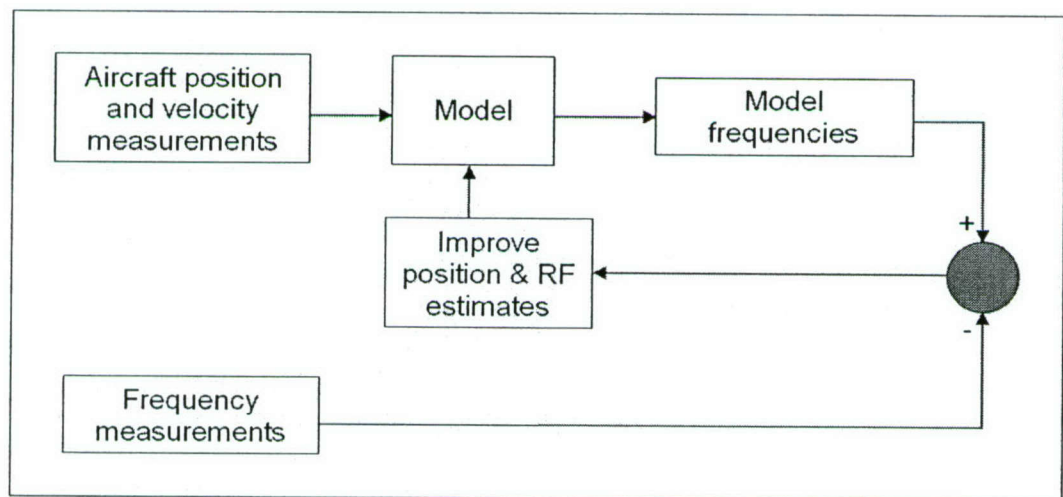 Aircraft position
and velocity
measurements
Model
Model
frequencies
+
Improve
position & RF
estimates
-
Frequency
measurements